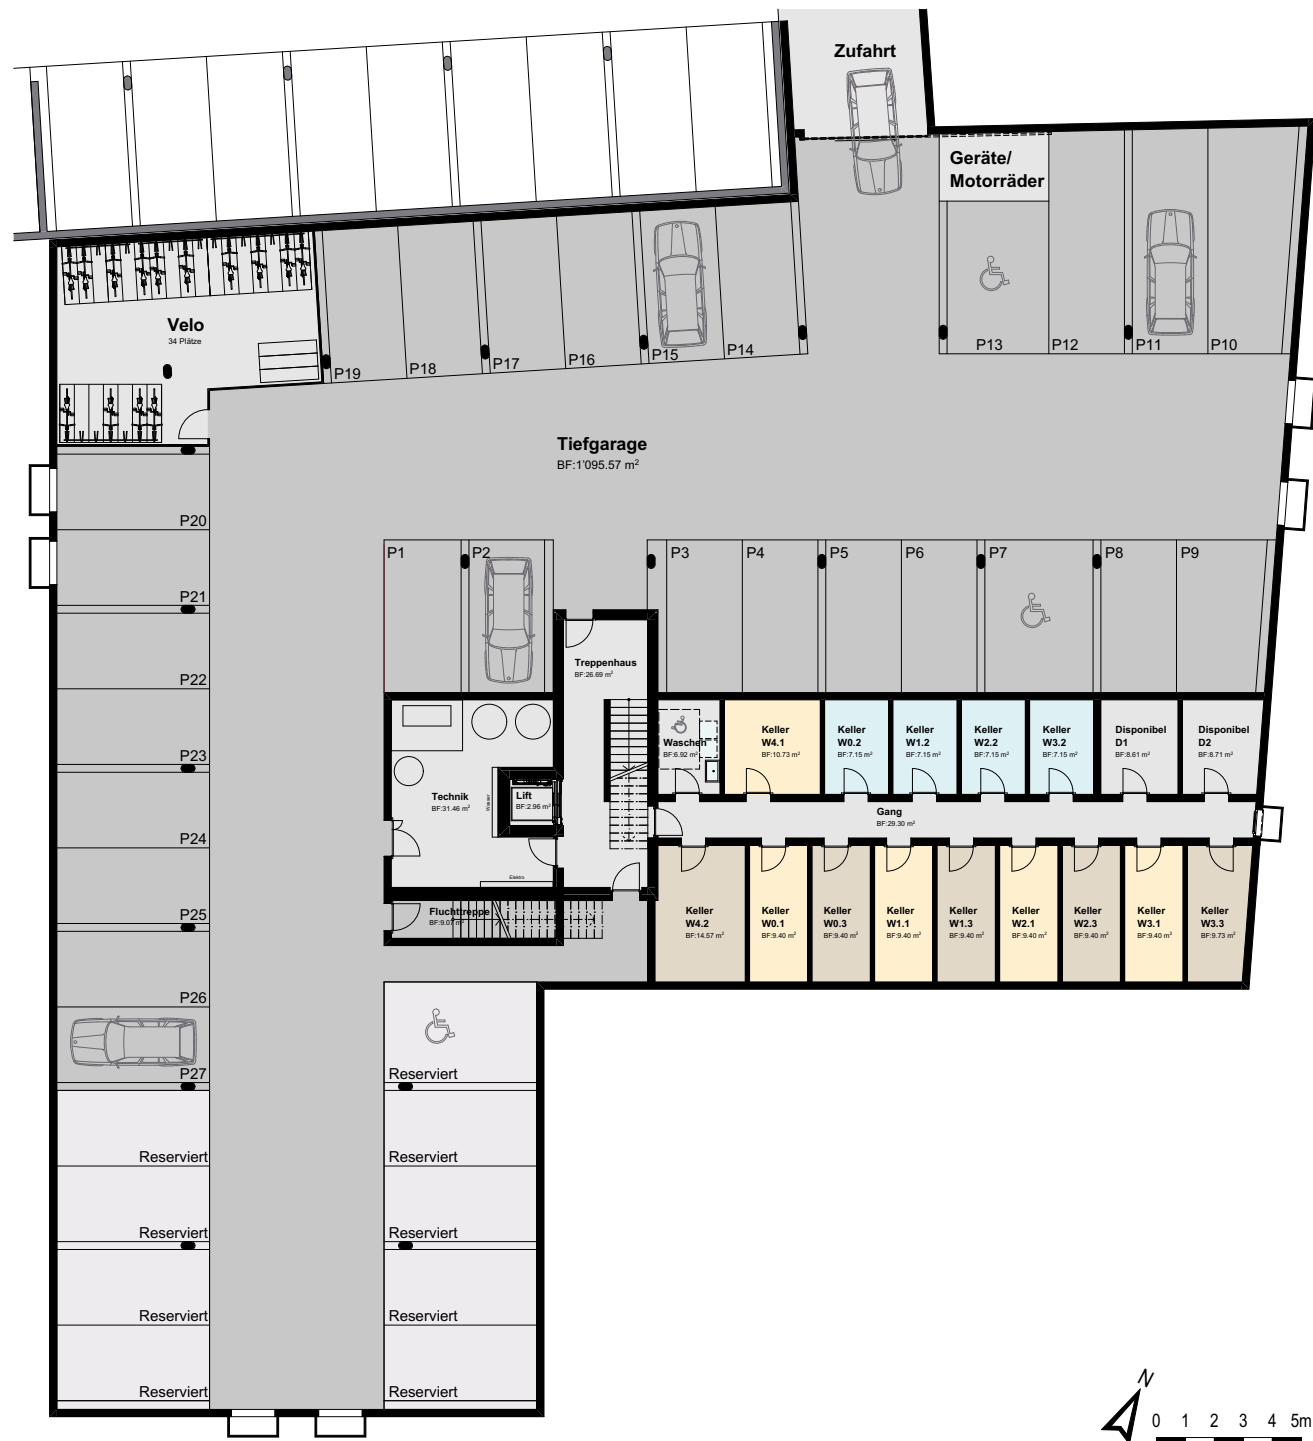 Zufahrt
Geräte/
Motorräder
Velo
34 Plätze
P19
P18
P17
P16
P15
P14
P13
P12
P11
P10
Tiefgarage
BF:1'095.57 m²
P20
P21
P22
P23
P24
P25
P26
P27
P1
P2
P3
P4
P5
P6
P7
P8
P9
Treppenhaus
BF:26.69 m²
Waschen
BF:6.92 m²
Keller
W4.1
BF:10.73 m²
Keller
W0.2
BF:7.15 m²
Keller
W1.2
BF:7.15 m²
Keller
W2.2
BF:7.15 m²
Keller
W3.2
BF:7.15 m²
Disponibel
D1
BF:8.61 m²
Disponibel
D2
BF:8.71 m²
Technik
BF:31.46 m²
Wasser
Lift
BF:2.96 m²
Elektro
Gang
BF:29.30 m²
Fluchttreppe
BF:9.07 m²
Keller
W4.2
BF:14.57 m²
Keller
W0.1
BF:9.40 m²
Keller
W0.3
BF:9.40 m²
Keller
W1.1
BF:9.40 m²
Keller
W1.3
BF:9.40 m²
Keller
W2.1
BF:9.40 m²
Keller
W2.3
BF:9.40 m²
Keller
W3.1
BF:9.40 m²
Keller
W3.3
BF:9.73 m²
Reserviert
Reserviert
Reserviert
Reserviert
Reserviert
Reserviert
Reserviert
Reserviert
Reserviert
N
0 1 2 3 4 5m